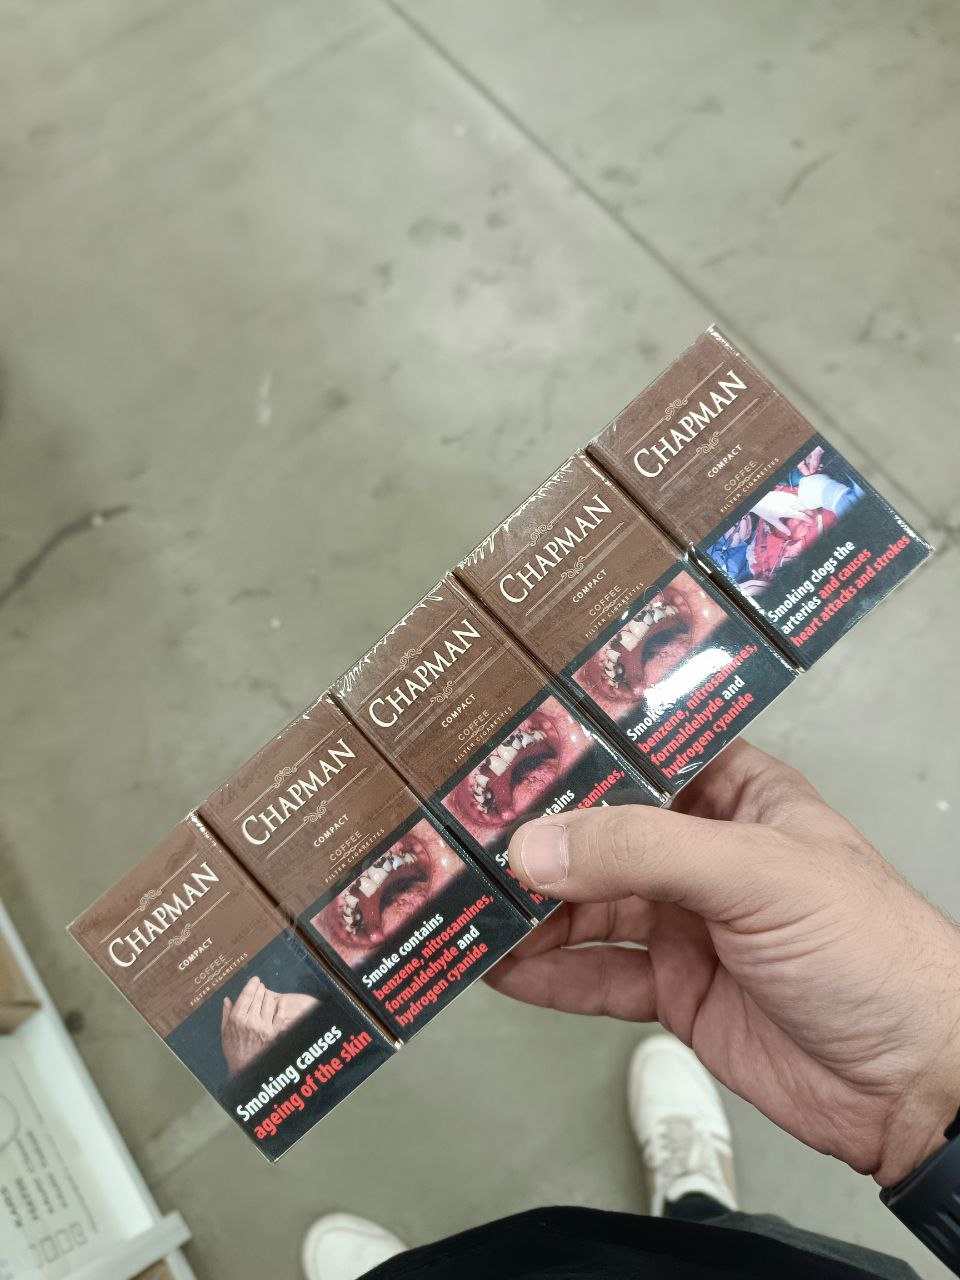 CHAPMAN
COMPACT
COFFEE
FILTER CIGARETTES
Smoking causes
ageing of the skin
CHAPMAN
COMPACT
COFFEE
FILTER CIGARETTES
Smoke contains
benzene, nitrosamines,
formaldehyde and
hydrogen cyanide
CHAPMAN
COMPACT
COFFEE
FILTER CIGARETTES
CHAPMAN
COMPACT
COFFEE
FILTER CIGARETTES
benzene, nitrosamines,
formaldehyde and
hydrogen cyanide
CHAPMAN
COMPACT
COFFEE
FILTER CIGARETTES
Smoking clogs the
arteries and causes
heart attacks and strokes